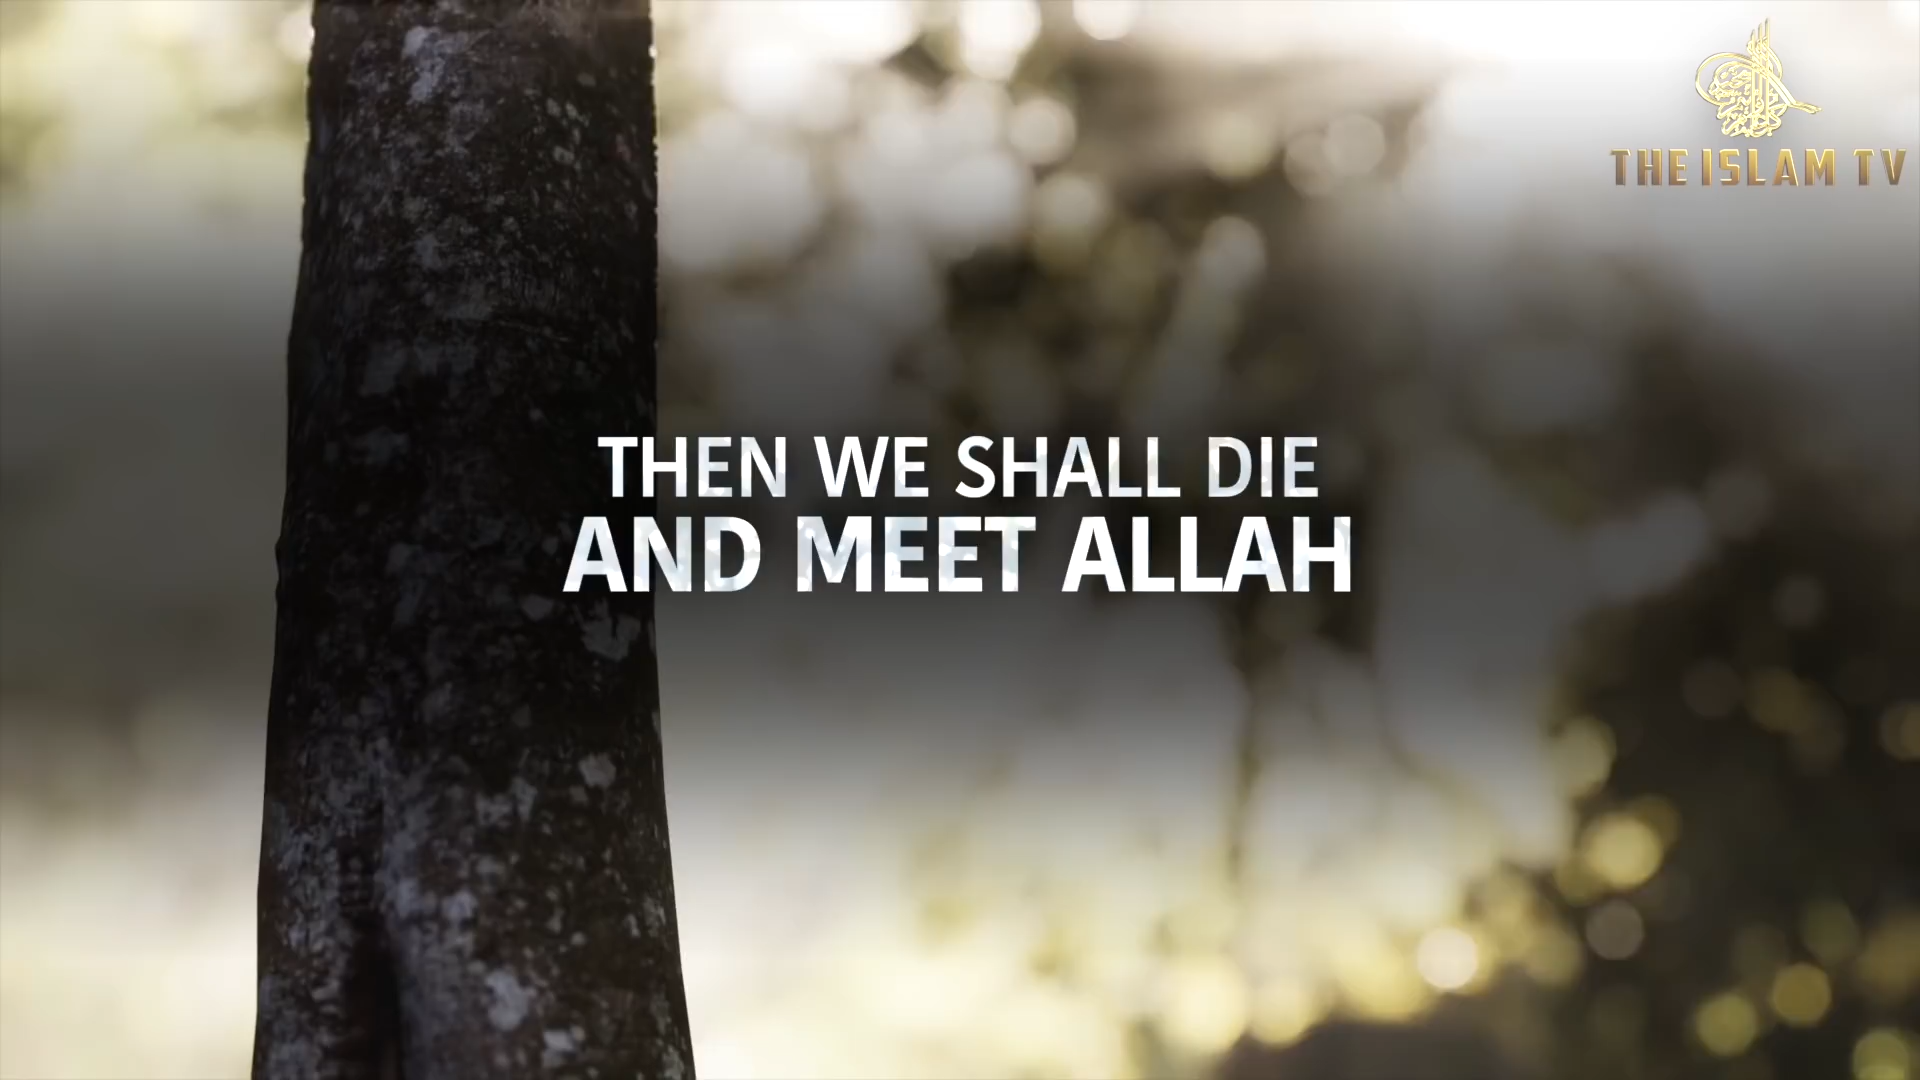 THE ISLAM TV
THEN WE SHALL DIE
AND MEET ALLAH